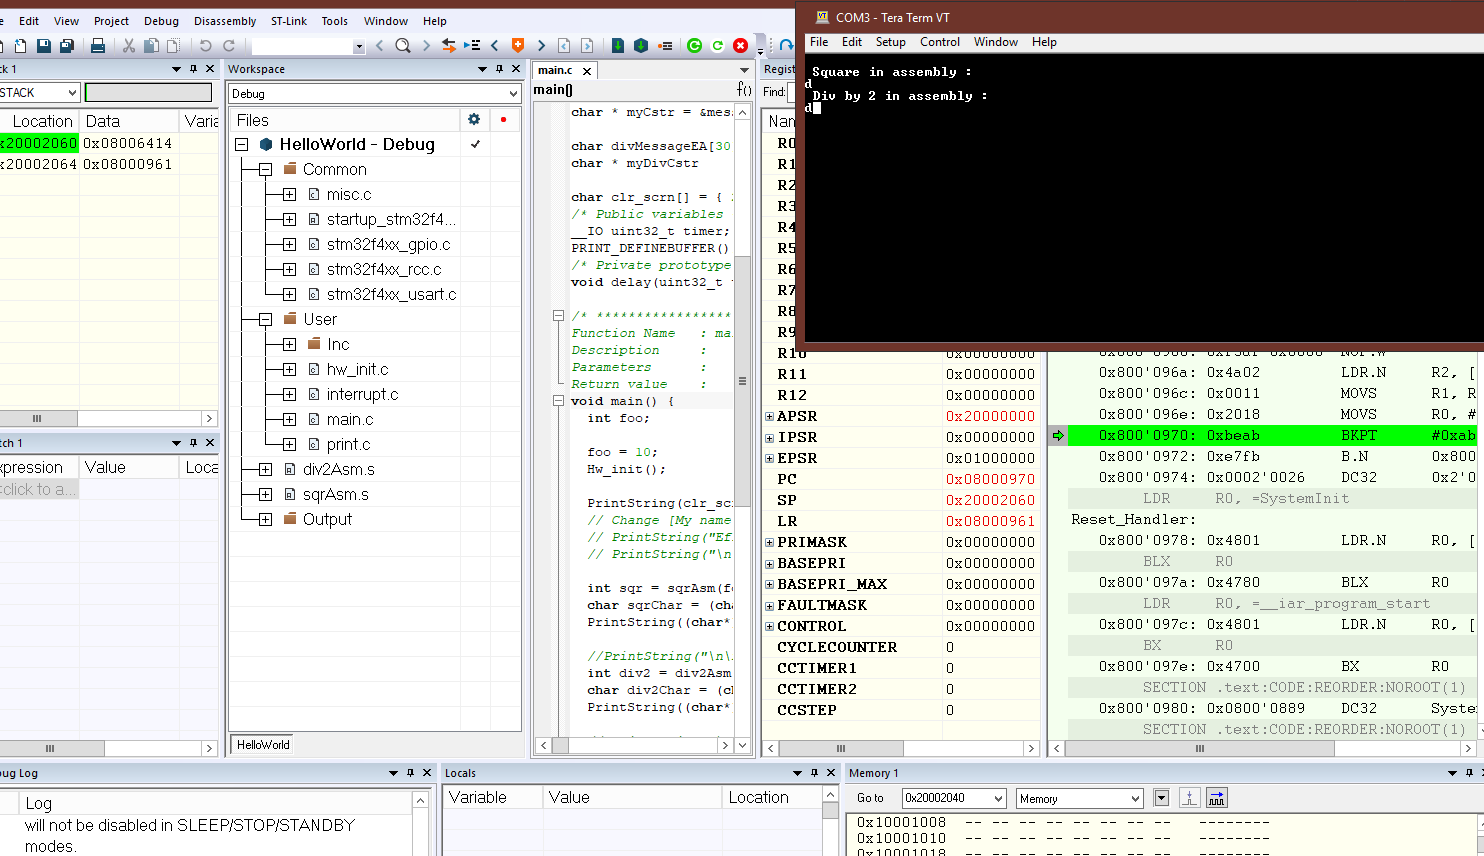 Edit View Project Debug Disassembly ST-Link Tools Window Help
COM3 - Tera Term VT
File Edit Setup Control Window Help
Square in assembly :
d
Div by 2 in assembly :
d
STACK
Location Data
0x20002060 0x08006414
0x20002064 0x08000961
Value
Workspace
Debug
Files
HelloWorld - Debug
Common
misc.c
startup_stm32f4...
stm32f4xx_gpio.c
stm32f4xx_rcc.c
stm32f4xx_usart.c
User
Inc
hw_init.c
interrupt.c
main.c
print.c
div2Asm.s
sqrAsm.s
Output
HelloWorld
main.c
main()
f()
char * myCstr = &mes
char divMessageEA[30
char * myDivCstr
char clr_scrn[] = {
/* Public variables
__IO uint32_t timer;
PRINT_DEFINEBUFFER()
/* Private prototype
void delay(uint32_t
/* *****************
Function Name : ma
Description :
Parameters :
Return value :
void main() {
int foo;
foo = 10;
Hw_init();
PrintString(clr_sc
// Change [My name
// PrintString("Ef
// PrintString("\n
int sqr = sqrAsm(f
char sqrChar = (ch
PrintString((char*
//PrintString("\n\
int div2 = div2Asm
char div2Char = (c
PrintString((char*
Find:
R0
R1
R2
R3
R4
R5
R6
R7
R8
R9
R10 0x00000000
R11 0x00000000
R12 0x00000000
APSR 0x20000000
IPSR 0x00000000
EPSR 0x01000000
PC 0x08000970
SP 0x20002060
LR 0x08000961
PRIMASK 0x00000000
BASEPRI 0x00000000
BASEPRI_MAX 0x00000000
FAULTMASK 0x00000000
CONTROL 0x00000000
CYCLECOUNTER 0
CCTIMER1 0
CCTIMER2 0
CCSTEP 0
0x800'096a: 0x4a02 LDR.N R2, [
0x800'096c: 0x0011 MOVS R1, R
0x800'096e: 0x2018 MOVS R0, #
0x800'0970: 0xbeab BKPT #0xab
0x800'0972: 0xe7fb B.N 0x800
0x800'0974: 0x0002'0026 DC32 0x2'0
LDR R0, =SystemInit
Reset_Handler:
0x800'0978: 0x4801 LDR.N R0, [
BLX R0
0x800'097a: 0x4780 BLX R0
LDR R0, =__iar_program_start
0x800'097c: 0x4801 LDR.N R0, [
BX R0
0x800'097e: 0x4700 BX R0
SECTION .text:CODE:REORDER:NOROOT(1)
0x800'0980: 0x0800'0889 DC32 Syste
SECTION .text:CODE:REORDER:NOROOT(1)
Log
Log
will not be disabled in SLEEP/STOP/STANDBY
modes.
Locals
Variable Value Location
Memory 1
Go to 0x20002040 Memory
0x10001008 -- -- -- -- -- -- -- -- --------
0x10001010 -- -- -- -- -- -- -- -- --------
0x10001018 -- -- -- -- -- -- -- -- --------